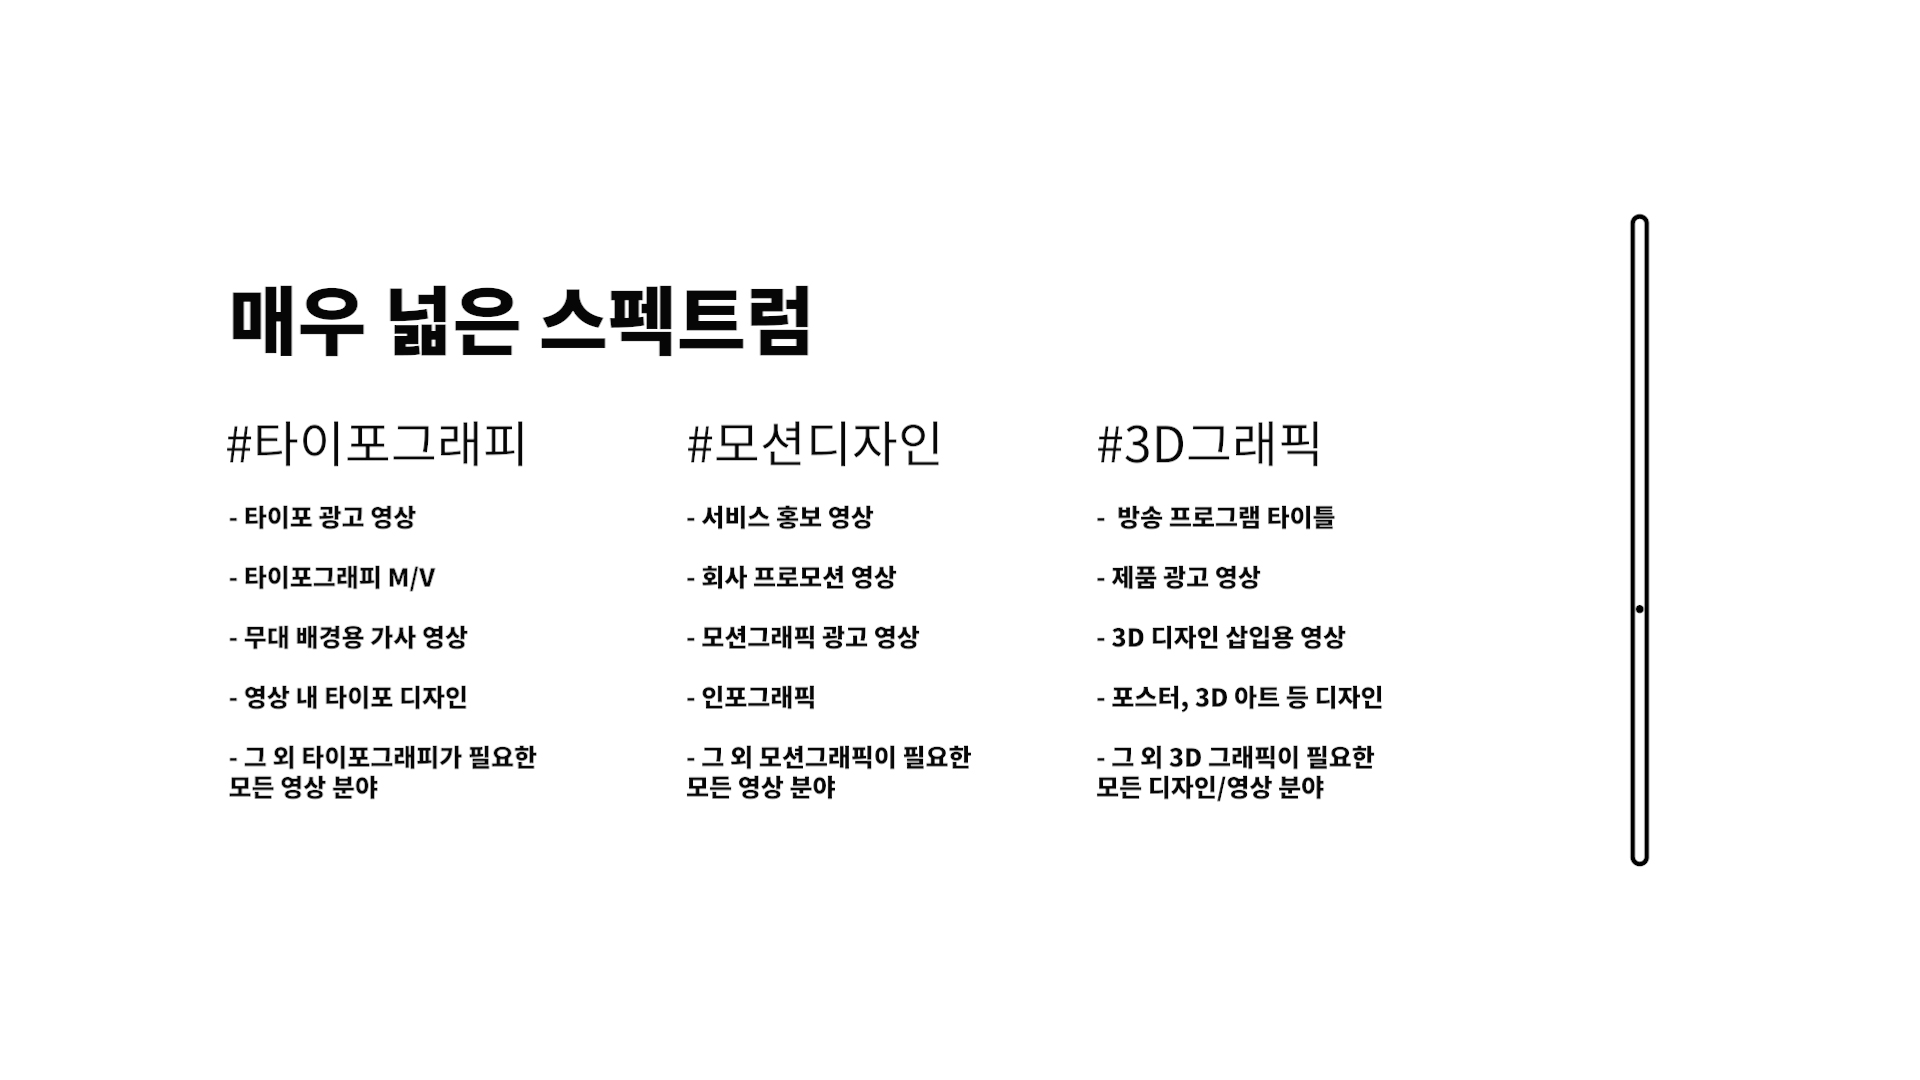 매우 넓은 스펙트럼
#타이포그래피
- 타이포 광고 영상
- 타이포그래피 M/V
- 무대 배경용 가사 영상
- 영상 내 타이포 디자인
- 그 외 타이포그래피가 필요한
모든 영상 분야
#모션디자인
- 서비스 홍보 영상
- 회사 프로모션 영상
- 모션그래픽 광고 영상
- 인포그래픽
- 그 외 모션그래픽이 필요한
모든 영상 분야
#3D그래픽
- 방송 프로그램 타이틀
- 제품 광고 영상
- 3D 디자인 삽입용 영상
- 포스터, 3D 아트 등 디자인
- 그 외 3D 그래픽이 필요한
모든 디자인/영상 분야